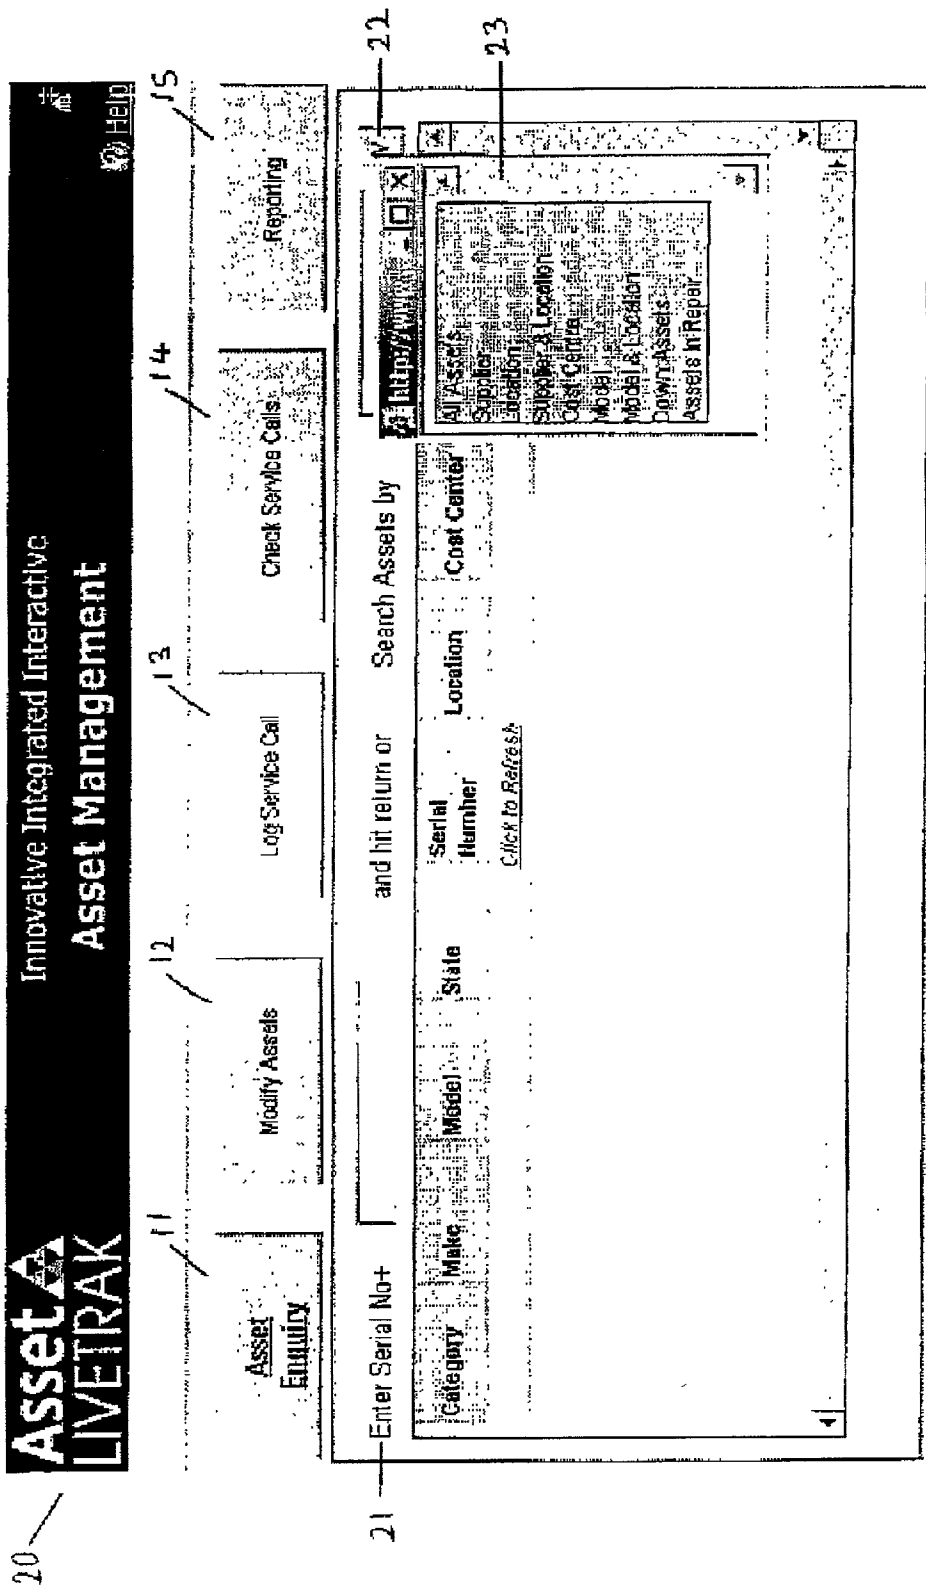 20
Asset
LIVETRAK
Innovative Integrated Interactive
Asset Management
Help
11
12
13
14
15
Asset
Enquiry
Modify Assets
Log Service Call
Check Service Calls
Reporting
21
Enter Serial No+
and hit return or
Search Assets by
22
Category
Make
Model
State
Serial
Number
Location
Cost Center
Click to Refresh
23
All Assets
Supplier
Location
Supplier & Location
Cost Centre
Model
Model & Location
Down Assets
Assets in Repair